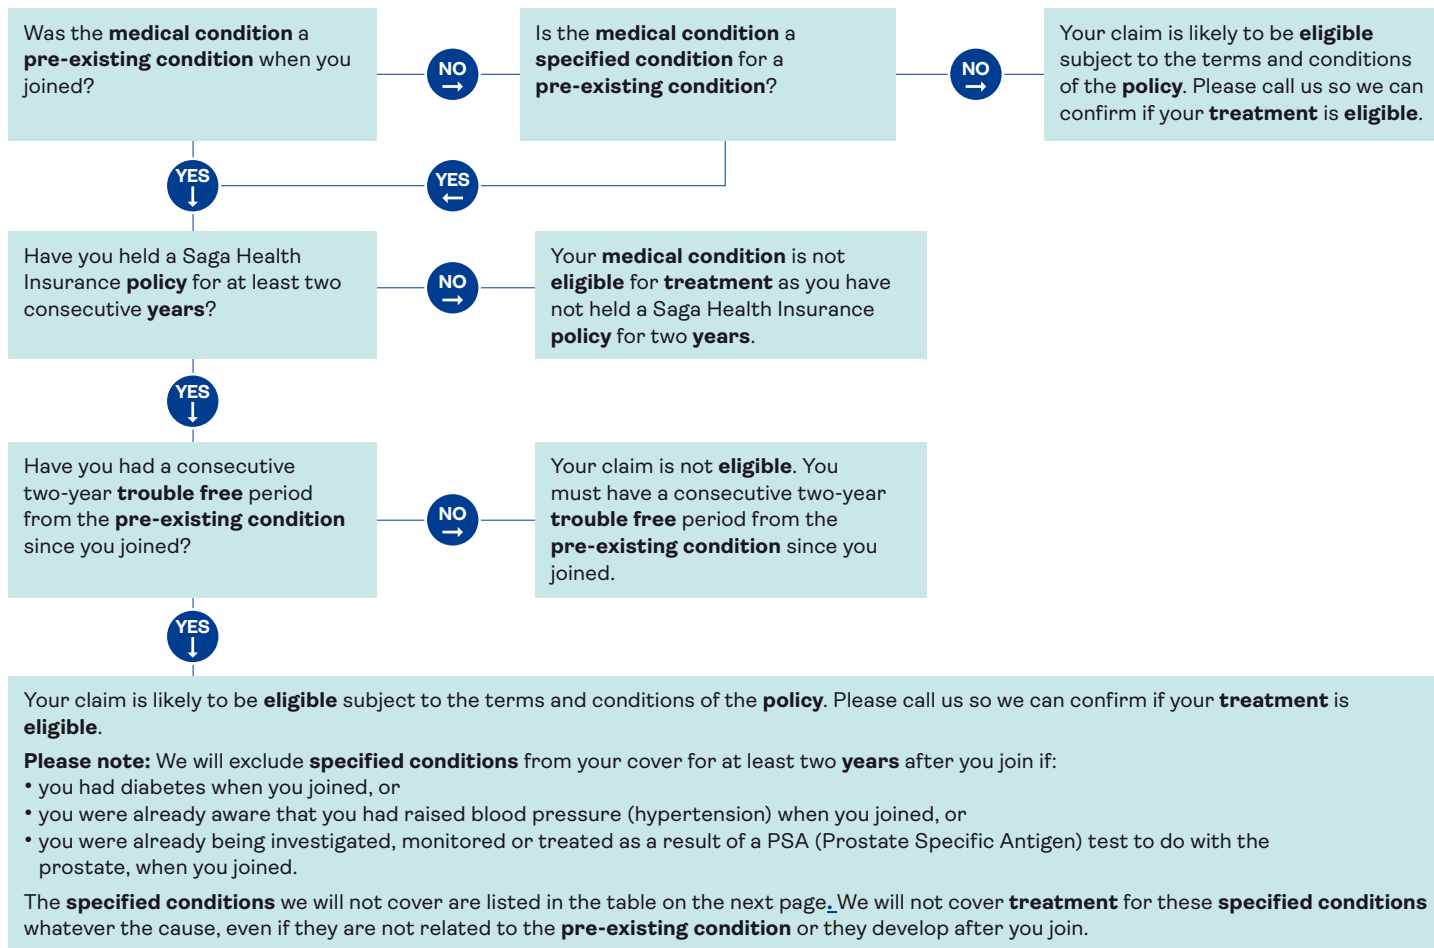 Was the medical condition a
pre-existing condition when you
joined?
NO
→
Is the medical condition a
specified condition for a
pre-existing condition?
NO
→
Your claim is likely to be eligible
subject to the terms and conditions
of the policy. Please call us so we can
confirm if your treatment is eligible.
YES
↓
YES
←
Have you held a Saga Health
Insurance policy for at least two
consecutive years?
NO
→
Your medical condition is not
eligible for treatment as you have
not held a Saga Health Insurance
policy for two years.
YES
↓
Have you had a consecutive
two-year trouble free period
from the pre-existing condition
since you joined?
NO
→
Your claim is not eligible. You
must have a consecutive two-year
trouble free period from the
pre-existing condition since you
joined.
YES
↓
Your claim is likely to be eligible subject to the terms and conditions of the policy. Please call us so we can confirm if your treatment is
eligible.
Please note: We will exclude specified conditions from your cover for at least two years after you join if:
• you had diabetes when you joined, or
• you were already aware that you had raised blood pressure (hypertension) when you joined, or
• you were already being investigated, monitored or treated as a result of a PSA (Prostate Specific Antigen) test to do with the
prostate, when you joined.
The specified conditions we will not cover are listed in the table on the next page. We will not cover treatment for these specified conditions
whatever the cause, even if they are not related to the pre-existing condition or they develop after you join.